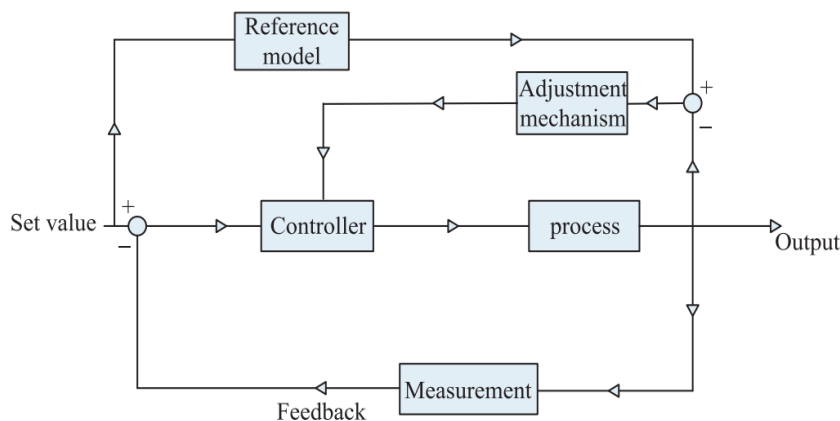 Reference
model
+
Adjustment
mechanism
−
+
Set value
Controller
process
−
Output
Measurement
Feedback